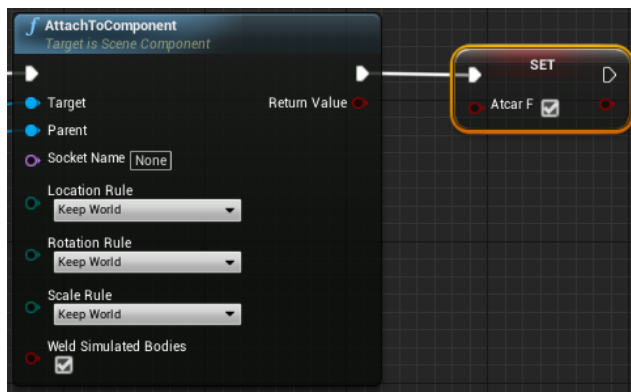 f AttachToComponent
Target is Scene Component
Target
Return Value
Parent
Socket Name None
Location Rule
Keep World
Rotation Rule
Keep World
Scale Rule
Keep World
Weld Simulated Bodies
SET
Atcar F